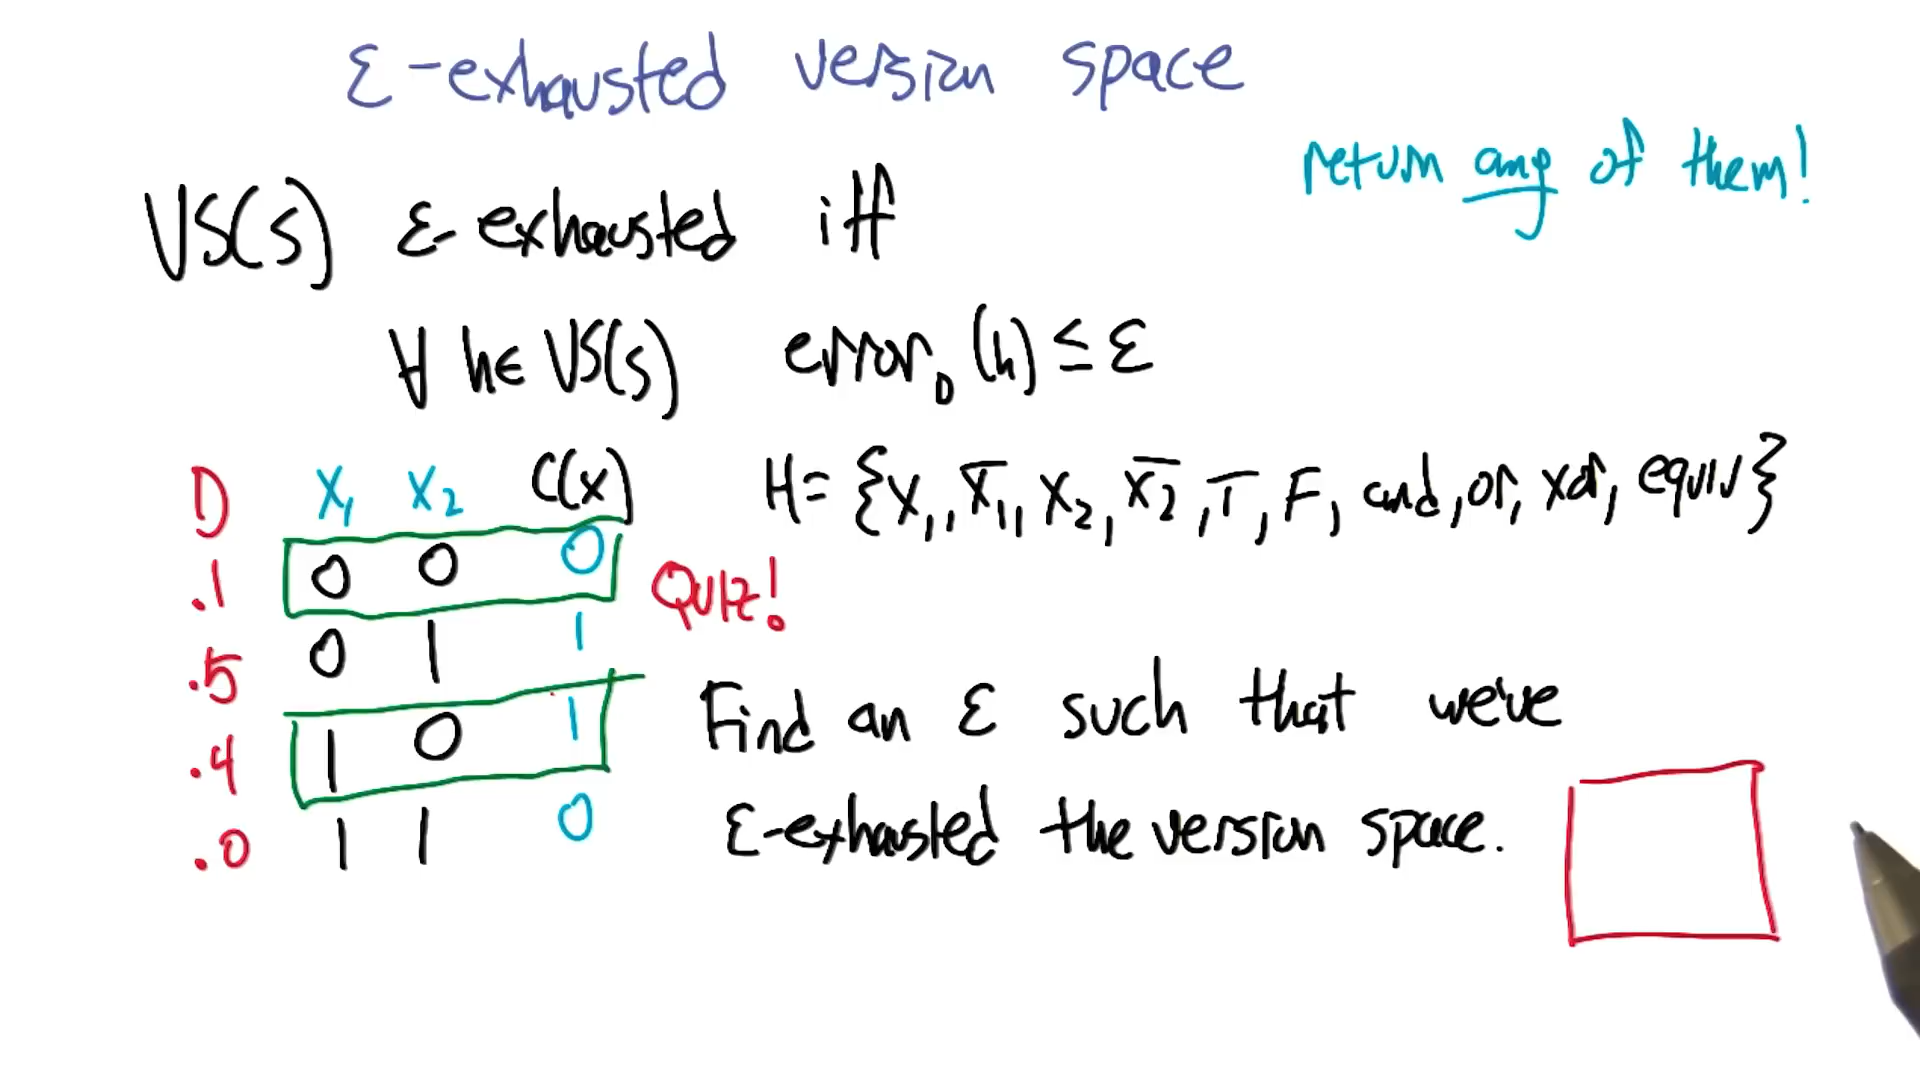 ε-exhausted version space
return any of them!
VS(s) ε-exhausted iff
∀ h∈ VS(s) error_D (h) ≤ ε
D x₁ x₂ c(x)
H = {x₁, x̄₁, x₂, x̄₂, T, F, and, or, xor, equiv}
.1 0 0 0
Quiz!
.5 0 1 1
.4 1 0 1
Find an ε such that we've
.0 1 1 0
ε-exhausted the version space.